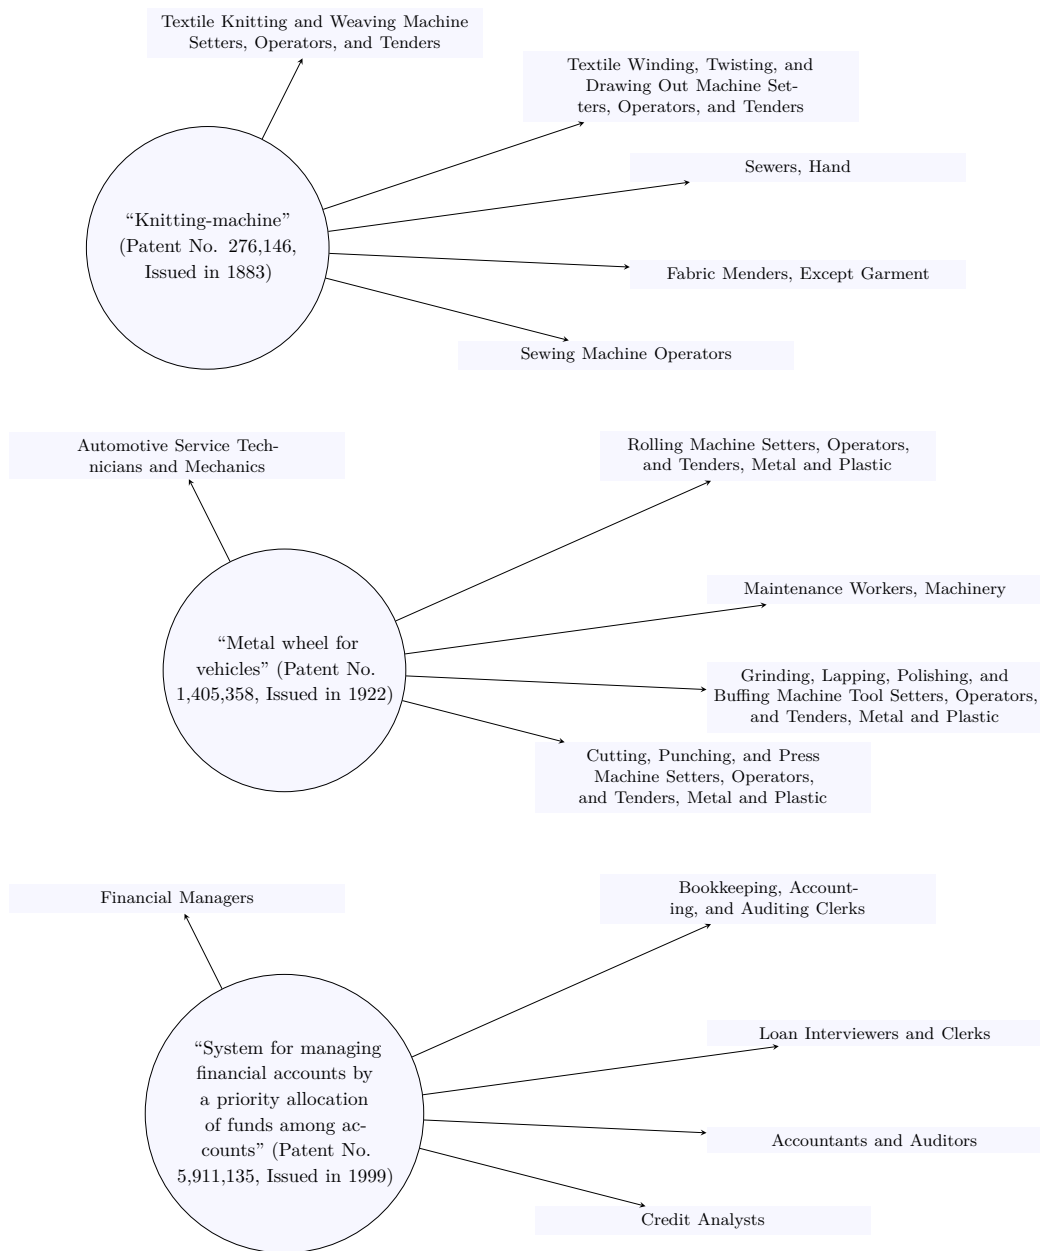 Textile Knitting and Weaving Machine
Setters, Operators, and Tenders
Textile Winding, Twisting, and
Drawing Out Machine Set-
ters, Operators, and Tenders
Sewers, Hand
“Knitting-machine”
(Patent No. 276,146,
Issued in 1883)
Fabric Menders, Except Garment
Sewing Machine Operators
Automotive Service Tech-
nicians and Mechanics
Rolling Machine Setters, Operators,
and Tenders, Metal and Plastic
Maintenance Workers, Machinery
“Metal wheel for
vehicles” (Patent No.
1,405,358, Issued in 1922)
Grinding, Lapping, Polishing, and
Buffing Machine Tool Setters, Operators,
and Tenders, Metal and Plastic
Cutting, Punching, and Press
Machine Setters, Operators,
and Tenders, Metal and Plastic
Financial Managers
Bookkeeping, Account-
ing, and Auditing Clerks
Loan Interviewers and Clerks
“System for managing
financial accounts by
a priority allocation
of funds among ac-
counts” (Patent No.
5,911,135, Issued in 1999)
Accountants and Auditors
Credit Analysts